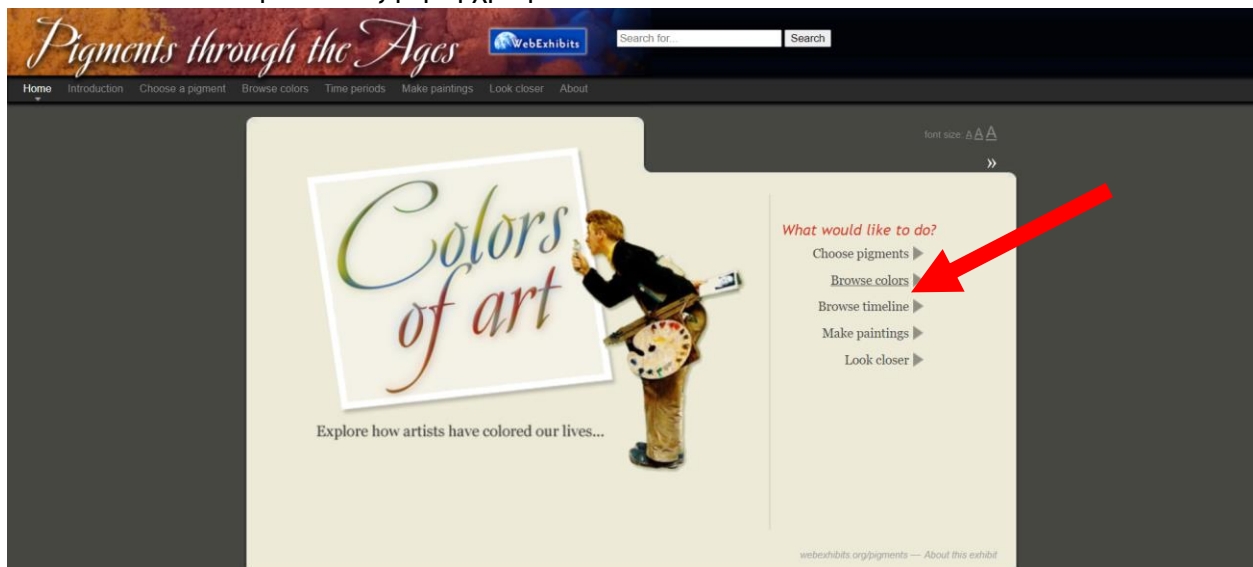 Pigments through the Ages
WebExhibits
Search for...
Search
Home Introduction Choose a pigment Browse colors Time periods Make paintings Look closer About
font size: A A A
»
Colors
of art
Explore how artists have colored our lives...
What would like to do?
Choose pigments
Browse colors
Browse timeline
Make paintings
Look closer
webexhibits.org/pigments — About this exhibit